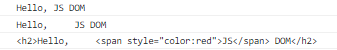 Hello, JS DOM
Hello,     JS DOM
<h2>Hello,     <span style="color:red">JS</span> DOM</h2>